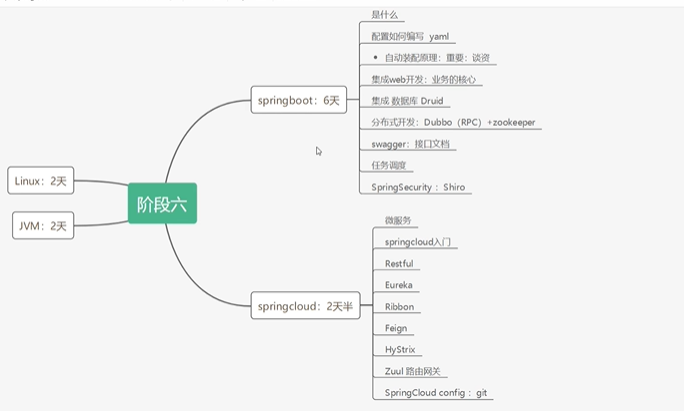 是什么
配置如何编写 yaml
自动装配原理：重要：谈资
集成web开发：业务的核心
集成 数据库 Druid
分布式开发：Dubbo（RPC）+zookeeper
swagger：接口文档
任务调度
SpringSecurity ：Shiro
springboot：6天
Linux：2天
阶段六
JVM：2天
springcloud：2天半
微服务
springcloud入门
Restful
Eureka
Ribbon
Feign
HyStrix
Zuul 路由网关
SpringCloud config ：git